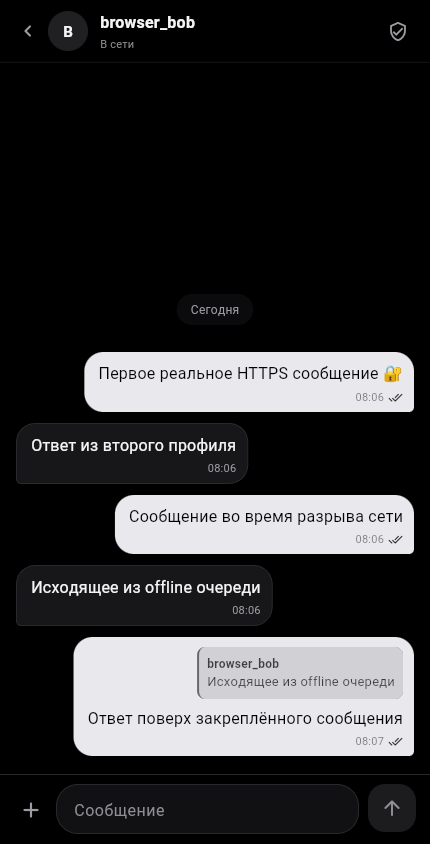 B
browser_bob
В сети
Сегодня
Первое реальное HTTPS сообщение 🔐
08:06
Ответ из второго профиля
08:06
Сообщение во время разрыва сети
08:06
Исходящее из offline очереди
08:06
browser_bob
Исходящее из offline очереди
Ответ поверх закреплённого сообщения
08:07
Сообщение